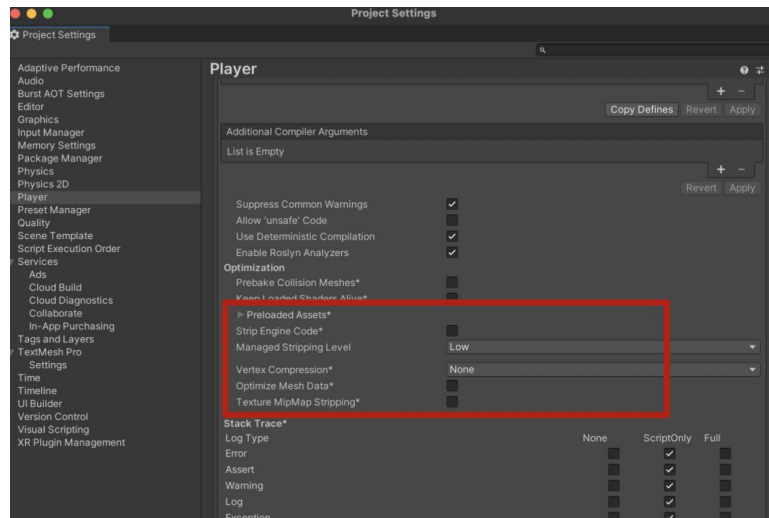 Project Settings
Project Settings
Adaptive Performance
Audio
Burst AOT Settings
Editor
Graphics
Input Manager
Memory Settings
Package Manager
Physics
Physics 2D
Player
Preset Manager
Quality
Scene Template
Script Execution Order
Services
Ads
Cloud Build
Cloud Diagnostics
Collaborate
In-App Purchasing
Tags and Layers
TextMesh Pro
Settings
Time
Timeline
UI Builder
Version Control
Visual Scripting
XR Plugin Management
Player
Copy Defines Revert Apply
Additional Compiler Arguments
List is Empty
Revert Apply
Suppress Common Warnings
Allow 'unsafe' Code
Use Deterministic Compilation
Enable Roslyn Analyzers
Optimization
Prebake Collision Meshes*
Keep Loaded Shaders Alive*
Preloaded Assets*
Strip Engine Code*
Managed Stripping Level Low
Vertex Compression* None
Optimize Mesh Data*
Texture MipMap Stripping*
Stack Trace*
Log Type None ScriptOnly Full
Error
Assert
Warning
Log
Exception